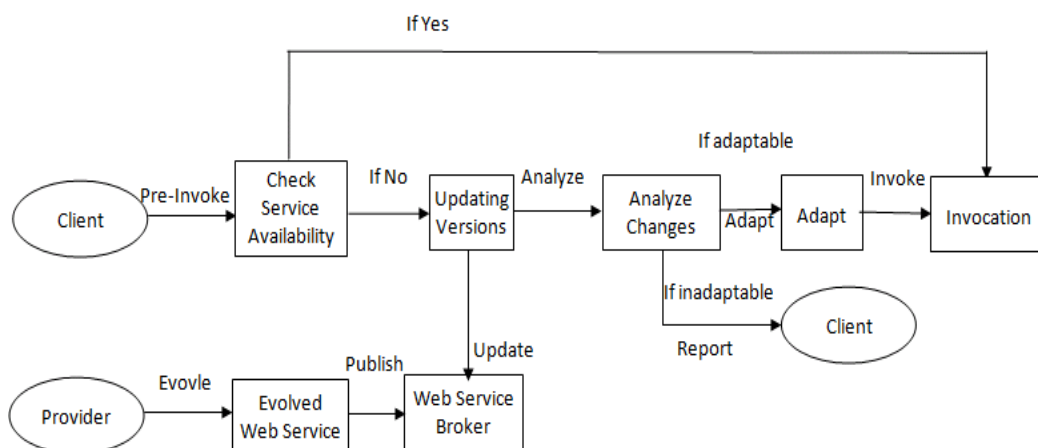 If Yes
If adaptable
Pre-Invoke
Check
Service
Availability
If No
Updating
Versions
Analyze
Analyze
Changes
Adapt
Adapt
Invoke
Invocation
Client
If inadaptable
Client
Report
Update
Publish
Evovle
Provider
Evolved
Web Service
Web Service
Broker